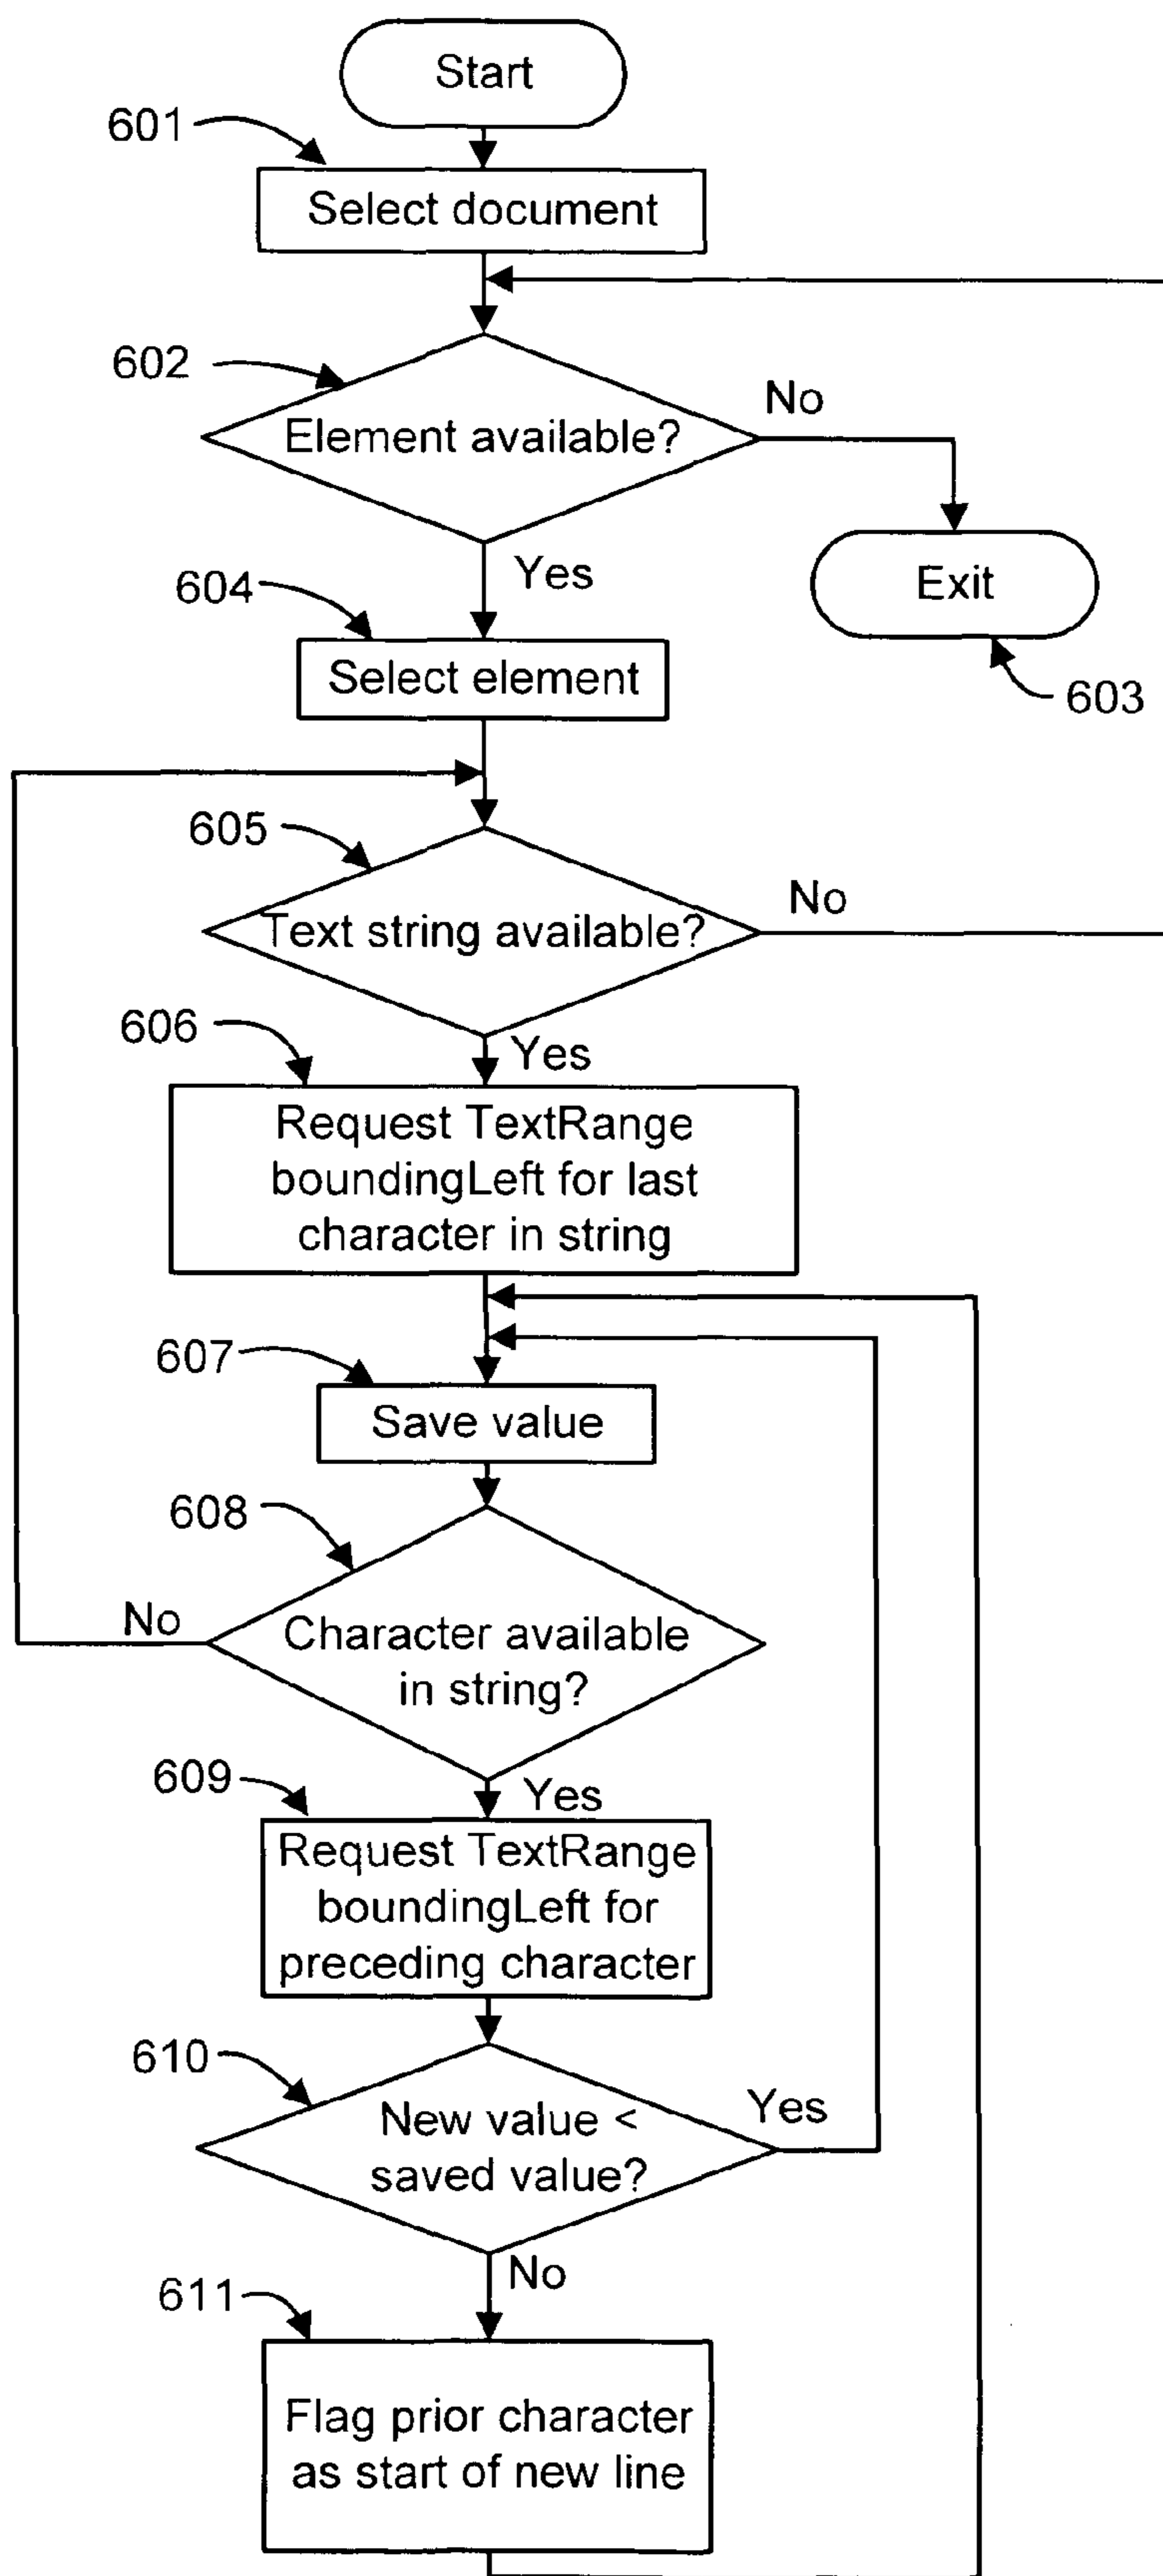 Start
601
Select document
602
Element available?
No
Yes
Exit
603
604
Select element
605
Text string available?
No
Yes
606
Request TextRange
boundingLeft for last
character in string
607
Save value
608
Character available
in string?
No
Yes
609
Request TextRange
boundingLeft for
preceding character
610
New value <
saved value?
Yes
No
611
Flag prior character
as start of new line